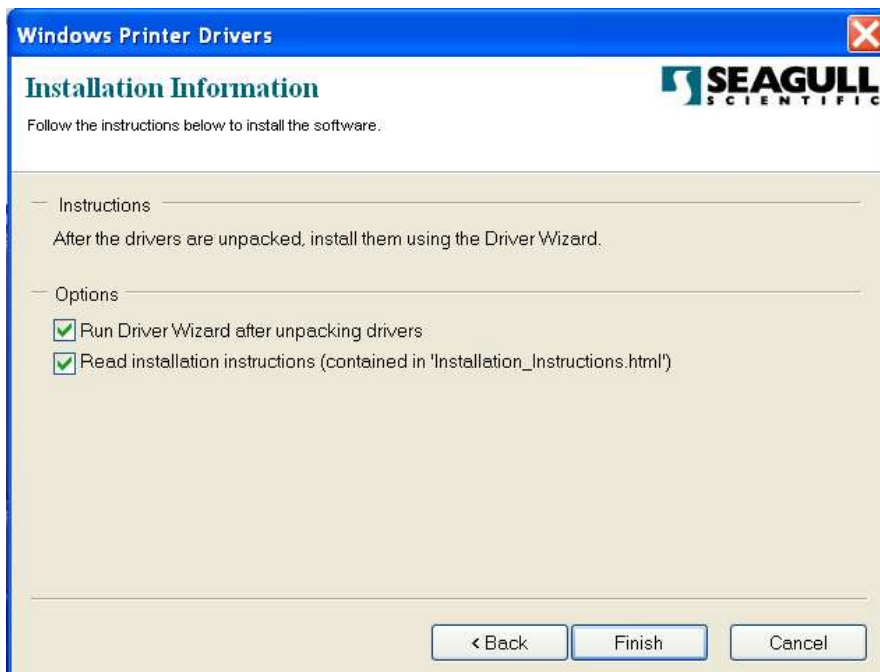 Windows Printer Drivers
Installation Information
SEAGULL
SCIENTIFIC
Follow the instructions below to install the software.
Instructions
After the drivers are unpacked, install them using the Driver Wizard.
Options
Run Driver Wizard after unpacking drivers
Read installation instructions (contained in 'Installation_Instructions.html')
< Back
Finish
Cancel